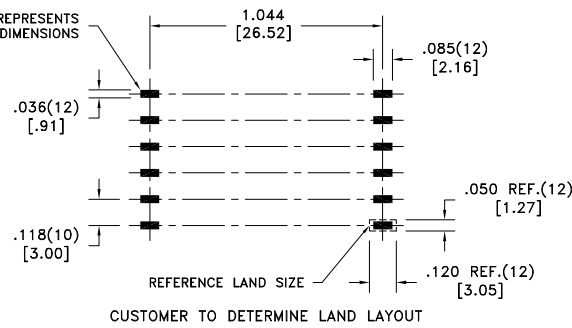 REPRESENTS
DIMENSIONS
1.044
[26.52]
.085(12)
[2.16]
.036(12)
[.91]
.050 REF.(12)
[1.27]
.118(10)
[3.00]
REFERENCE LAND SIZE
.120 REF.(12)
[3.05]
CUSTOMER TO DETERMINE LAND LAYOUT